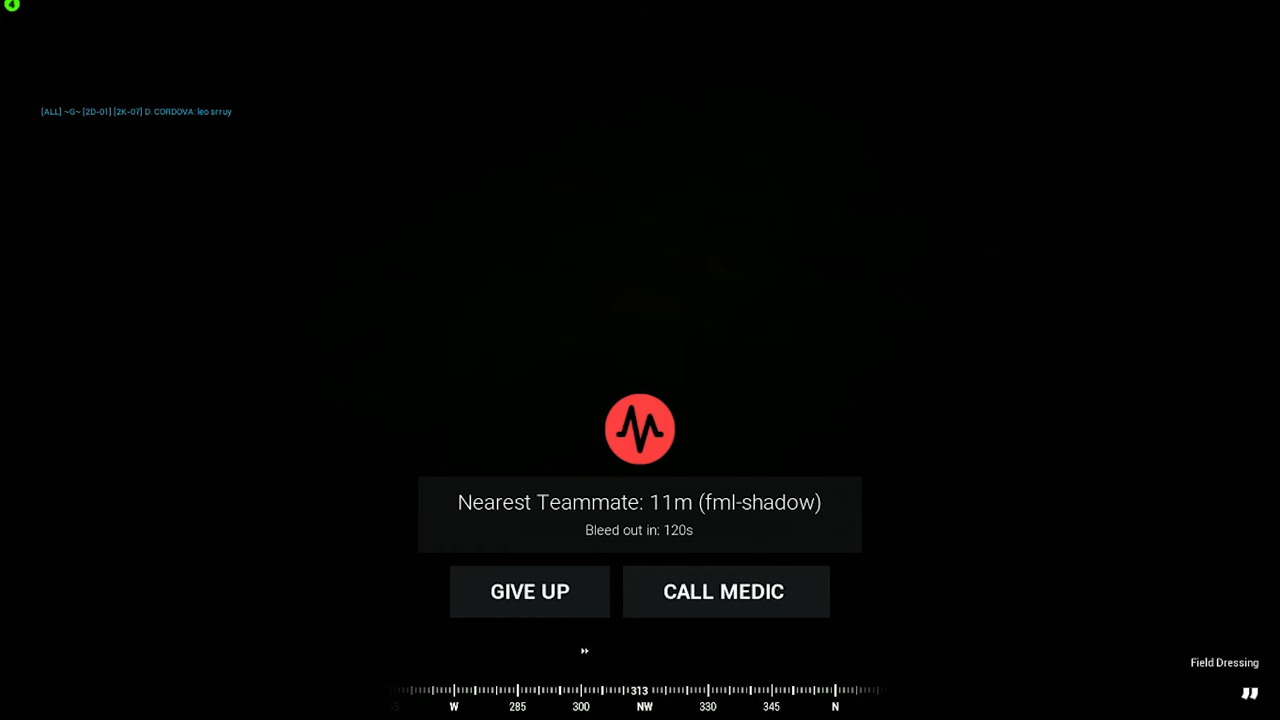 4
[ALL] ~G~ [2D-01] [2K-07] D. CORDOVA: leo srruy
Nearest Teammate: 11m (fml-shadow)
Bleed out in: 120s
GIVE UP
CALL MEDIC
Field Dressing
313
W 285 300 NW 330 345 N